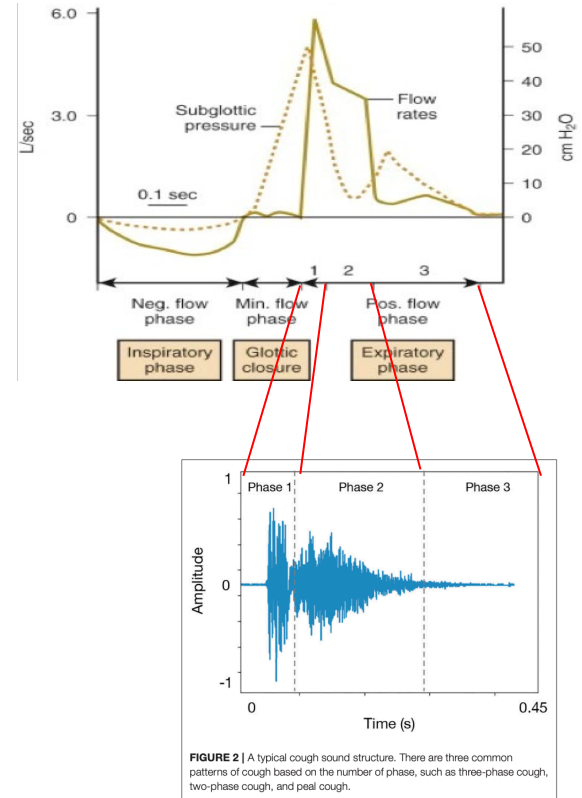 6.0
3.0
0
L/sec
50
40
30
20
10
0
cm H₂O
Subglottic
pressure
Flow
rates
0.1 sec
1 2 3
Neg. flow
phase
Min. flow
phase
Pos. flow
phase
Inspiratory
phase
Glottic
closure
Expiratory
phase
1
0
-1
Amplitude
Phase 1 Phase 2 Phase 3
0 0.45
Time (s)
FIGURE 2 | A typical cough sound structure. There are three common
patterns of cough based on the number of phase, such as three-phase cough,
two-phase cough, and peal cough.